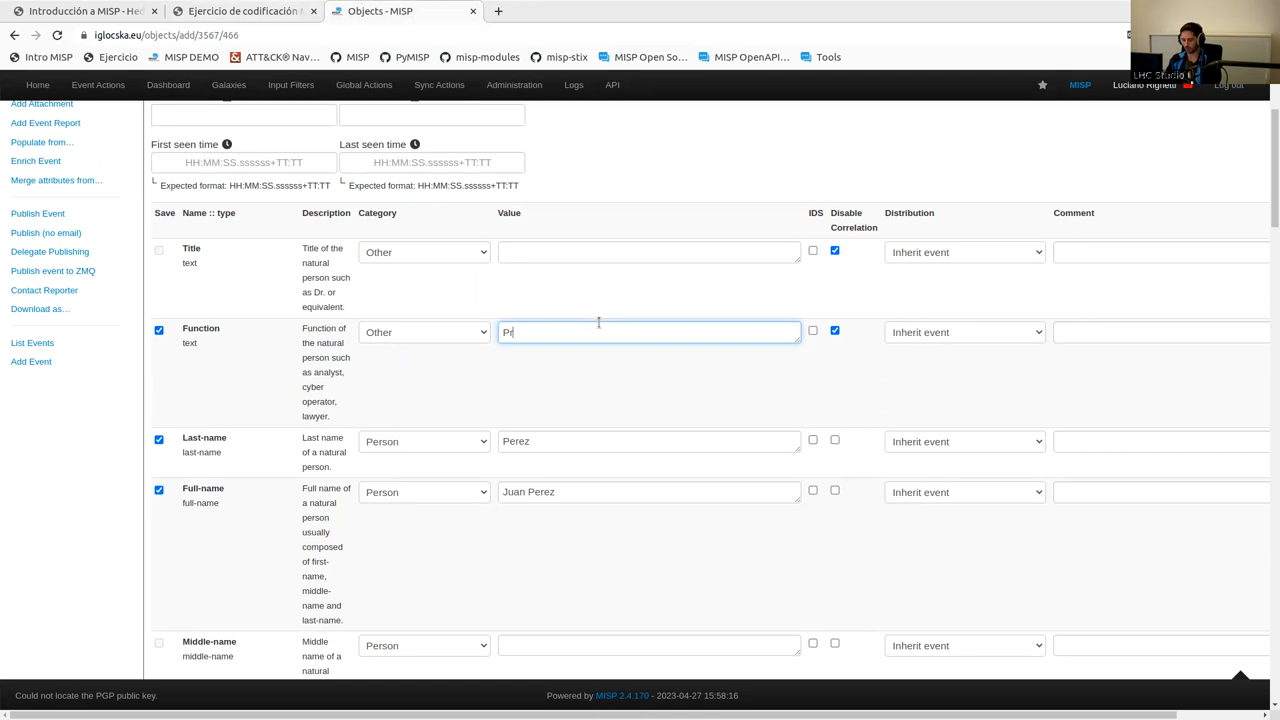 Introducción a MISP - Hed
Ejercicio de codificación
Objects - MISP
iglocska.eu/objects/add/3567/466
Intro MISP
Ejercicio
MISP DEMO
ATT&CK® Nav…
MISP
PyMISP
misp-modules
misp-stix
MISP Open So…
MISP OpenAPI…
Tools
LHC Studio
Home
Event Actions
Dashboard
Galaxies
Input Filters
Global Actions
Sync Actions
Administration
Logs
API
MISP
Luciano Righetti
Log out
Add Attachment
Add Event Report
Populate from…
Enrich Event
Merge attributes from…
Publish Event
Publish (no email)
Delegate Publishing
Publish event to ZMQ
Contact Reporter
Download as…
List Events
Add Event
First seen time
Last seen time
HH:MM:SS.ssssss+TT:TT
HH:MM:SS.ssssss+TT:TT
Expected format: HH:MM:SS.ssssss+TT:TT
Expected format: HH:MM:SS.ssssss+TT:TT
Save
Name :: type
Description
Category
Value
IDS
Disable
Correlation
Distribution
Comment
Title
text
Title of the
natural
person such
as Dr. or
equivalent.
Other
Inherit event
Function
text
Function of
the natural
person such
as analyst,
cyber
operator,
lawyer.
Other
Pr
Inherit event
Last-name
last-name
Last name
of a natural
person.
Person
Perez
Inherit event
Full-name
full-name
Full name of
a natural
person
usually
composed
of first-
name,
middle-
name and
last-name.
Person
Juan Perez
Inherit event
Middle-name
middle-name
Middle
name of a
natural
Person
Inherit event
Could not locate the PGP public key.
Powered by MISP 2.4.170 - 2023-04-27 15:58:16